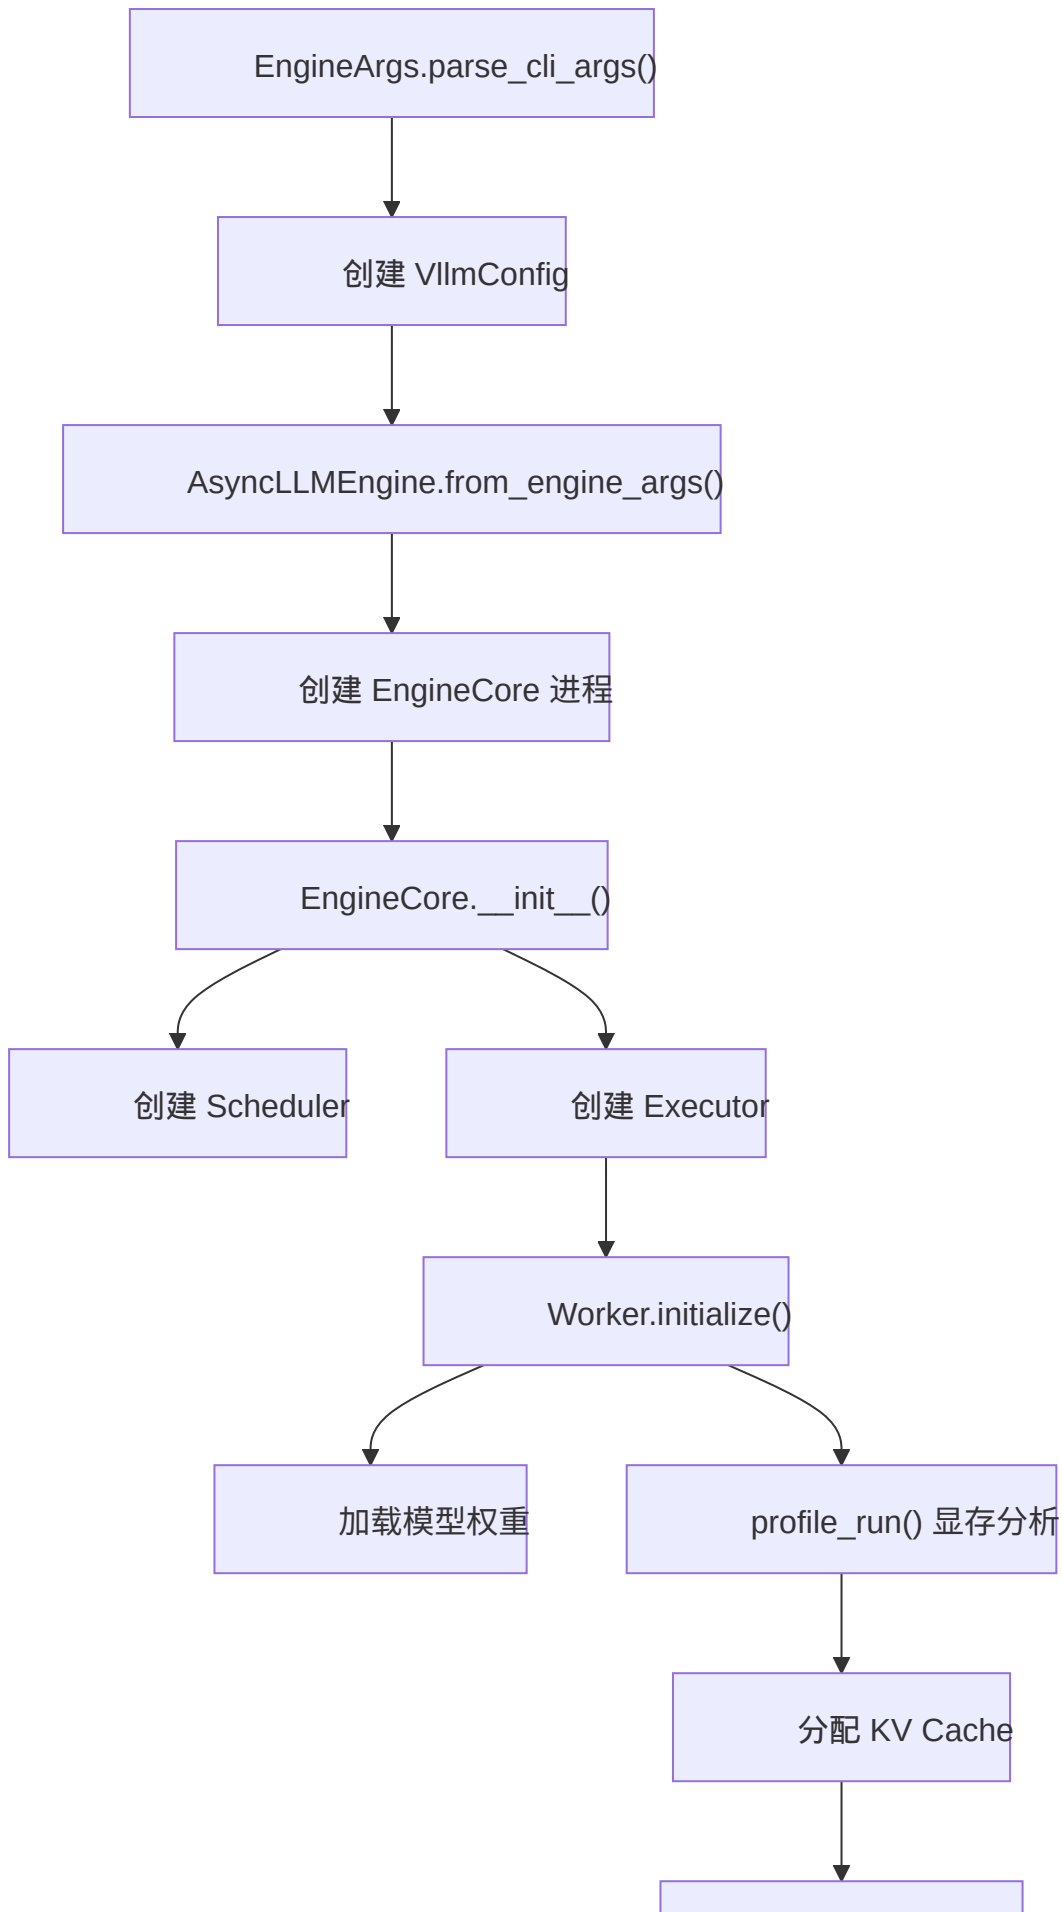 EngineArgs.parse_cli_args()
创建 VllmConfig
AsyncLLMEngine.from_engine_args()
创建 EngineCore 进程
EngineCore.__init__()
创建 Scheduler
创建 Executor
Worker.initialize()
加载模型权重
profile_run() 显存分析
分配 KV Cache